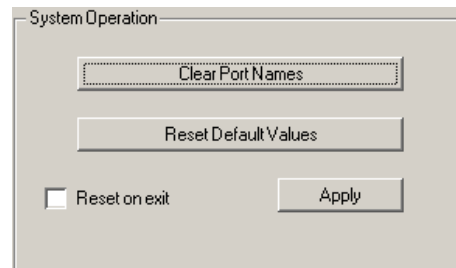 System Operation
Clear Port Names
Reset Default Values
Reset on exit
Apply